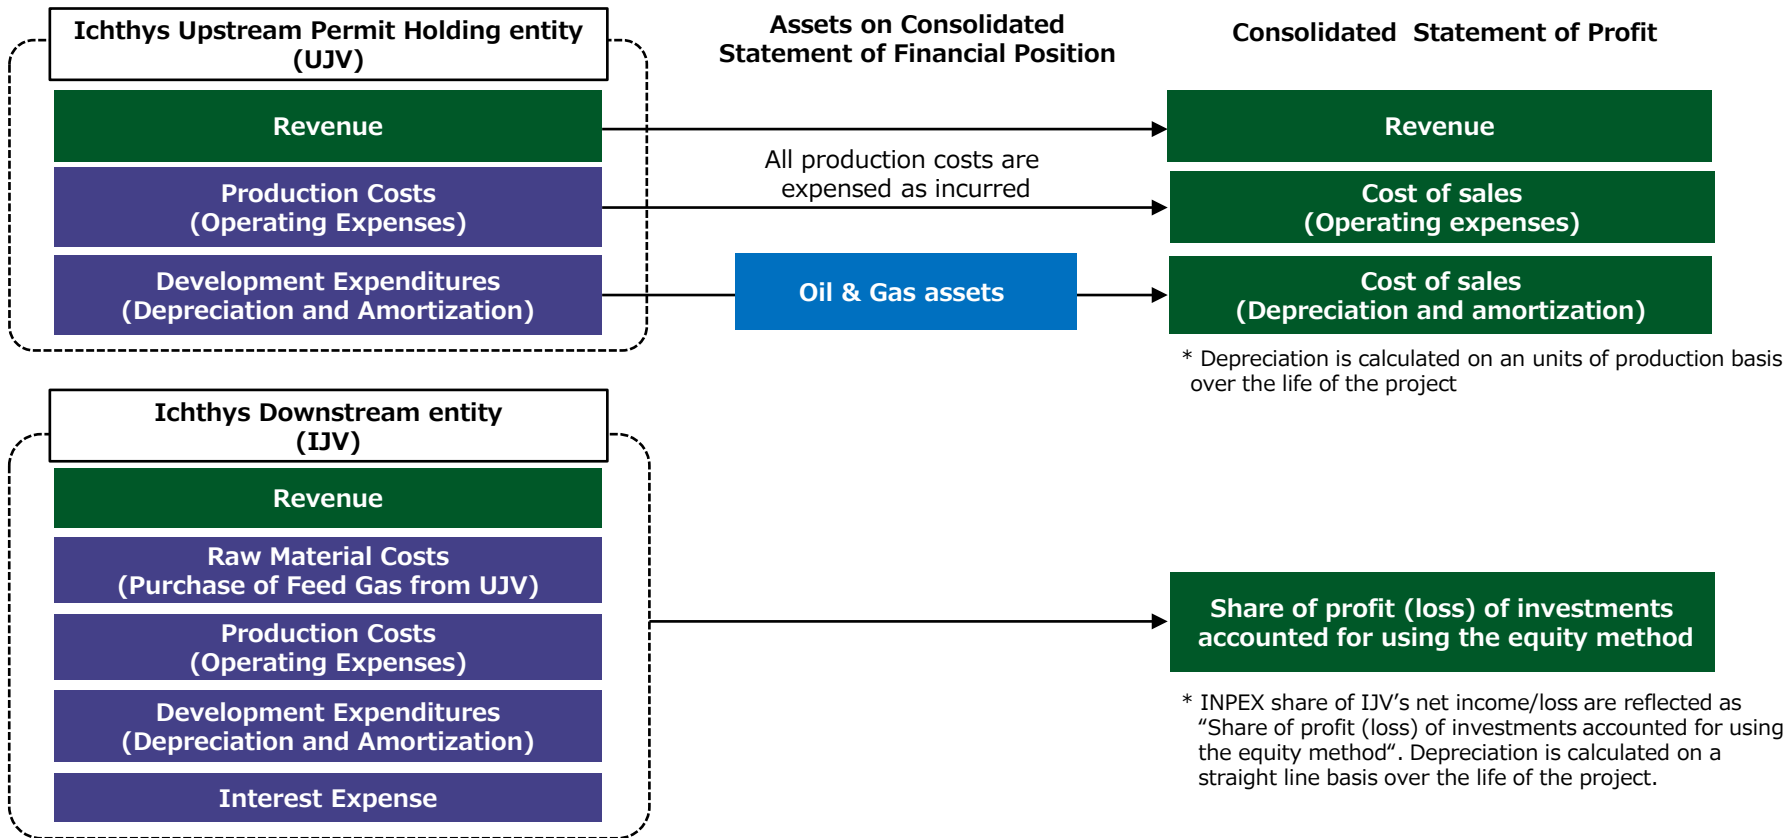 Ichthys Upstream Permit Holding entity
(UJV)
Assets on Consolidated
Statement of Financial Position
Consolidated Statement of Profit
Revenue
Revenue
All production costs are
expensed as incurred
Production Costs
(Operating Expenses)
Cost of sales
(Operating expenses)
Development Expenditures
(Depreciation and Amortization)
Oil & Gas assets
Cost of sales
(Depreciation and amortization)
* Depreciation is calculated on an units of production basis
over the life of the project
Ichthys Downstream entity
(IJV)
Revenue
Raw Material Costs
(Purchase of Feed Gas from UJV)
Production Costs
(Operating Expenses)
Development Expenditures
(Depreciation and Amortization)
Interest Expense
Share of profit (loss) of investments
accounted for using the equity method
* INPEX share of IJV’s net income/loss are reflected as
“Share of profit (loss) of investments accounted for using
the equity method“. Depreciation is calculated on a
straight line basis over the life of the project.